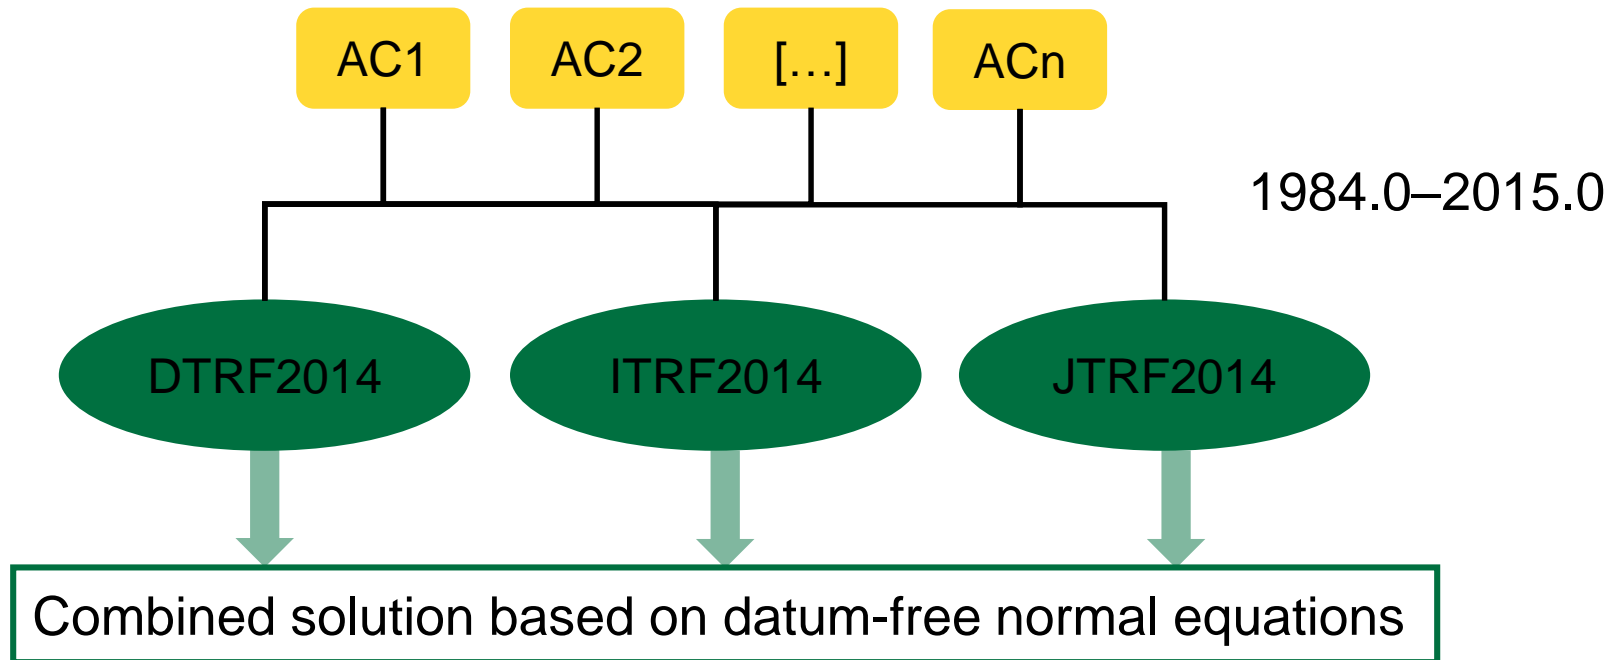 AC1
AC2
[…]
ACn
1984.0–2015.0
DTRF2014
ITRF2014
JTRF2014
Combined solution based on datum-free normal equations